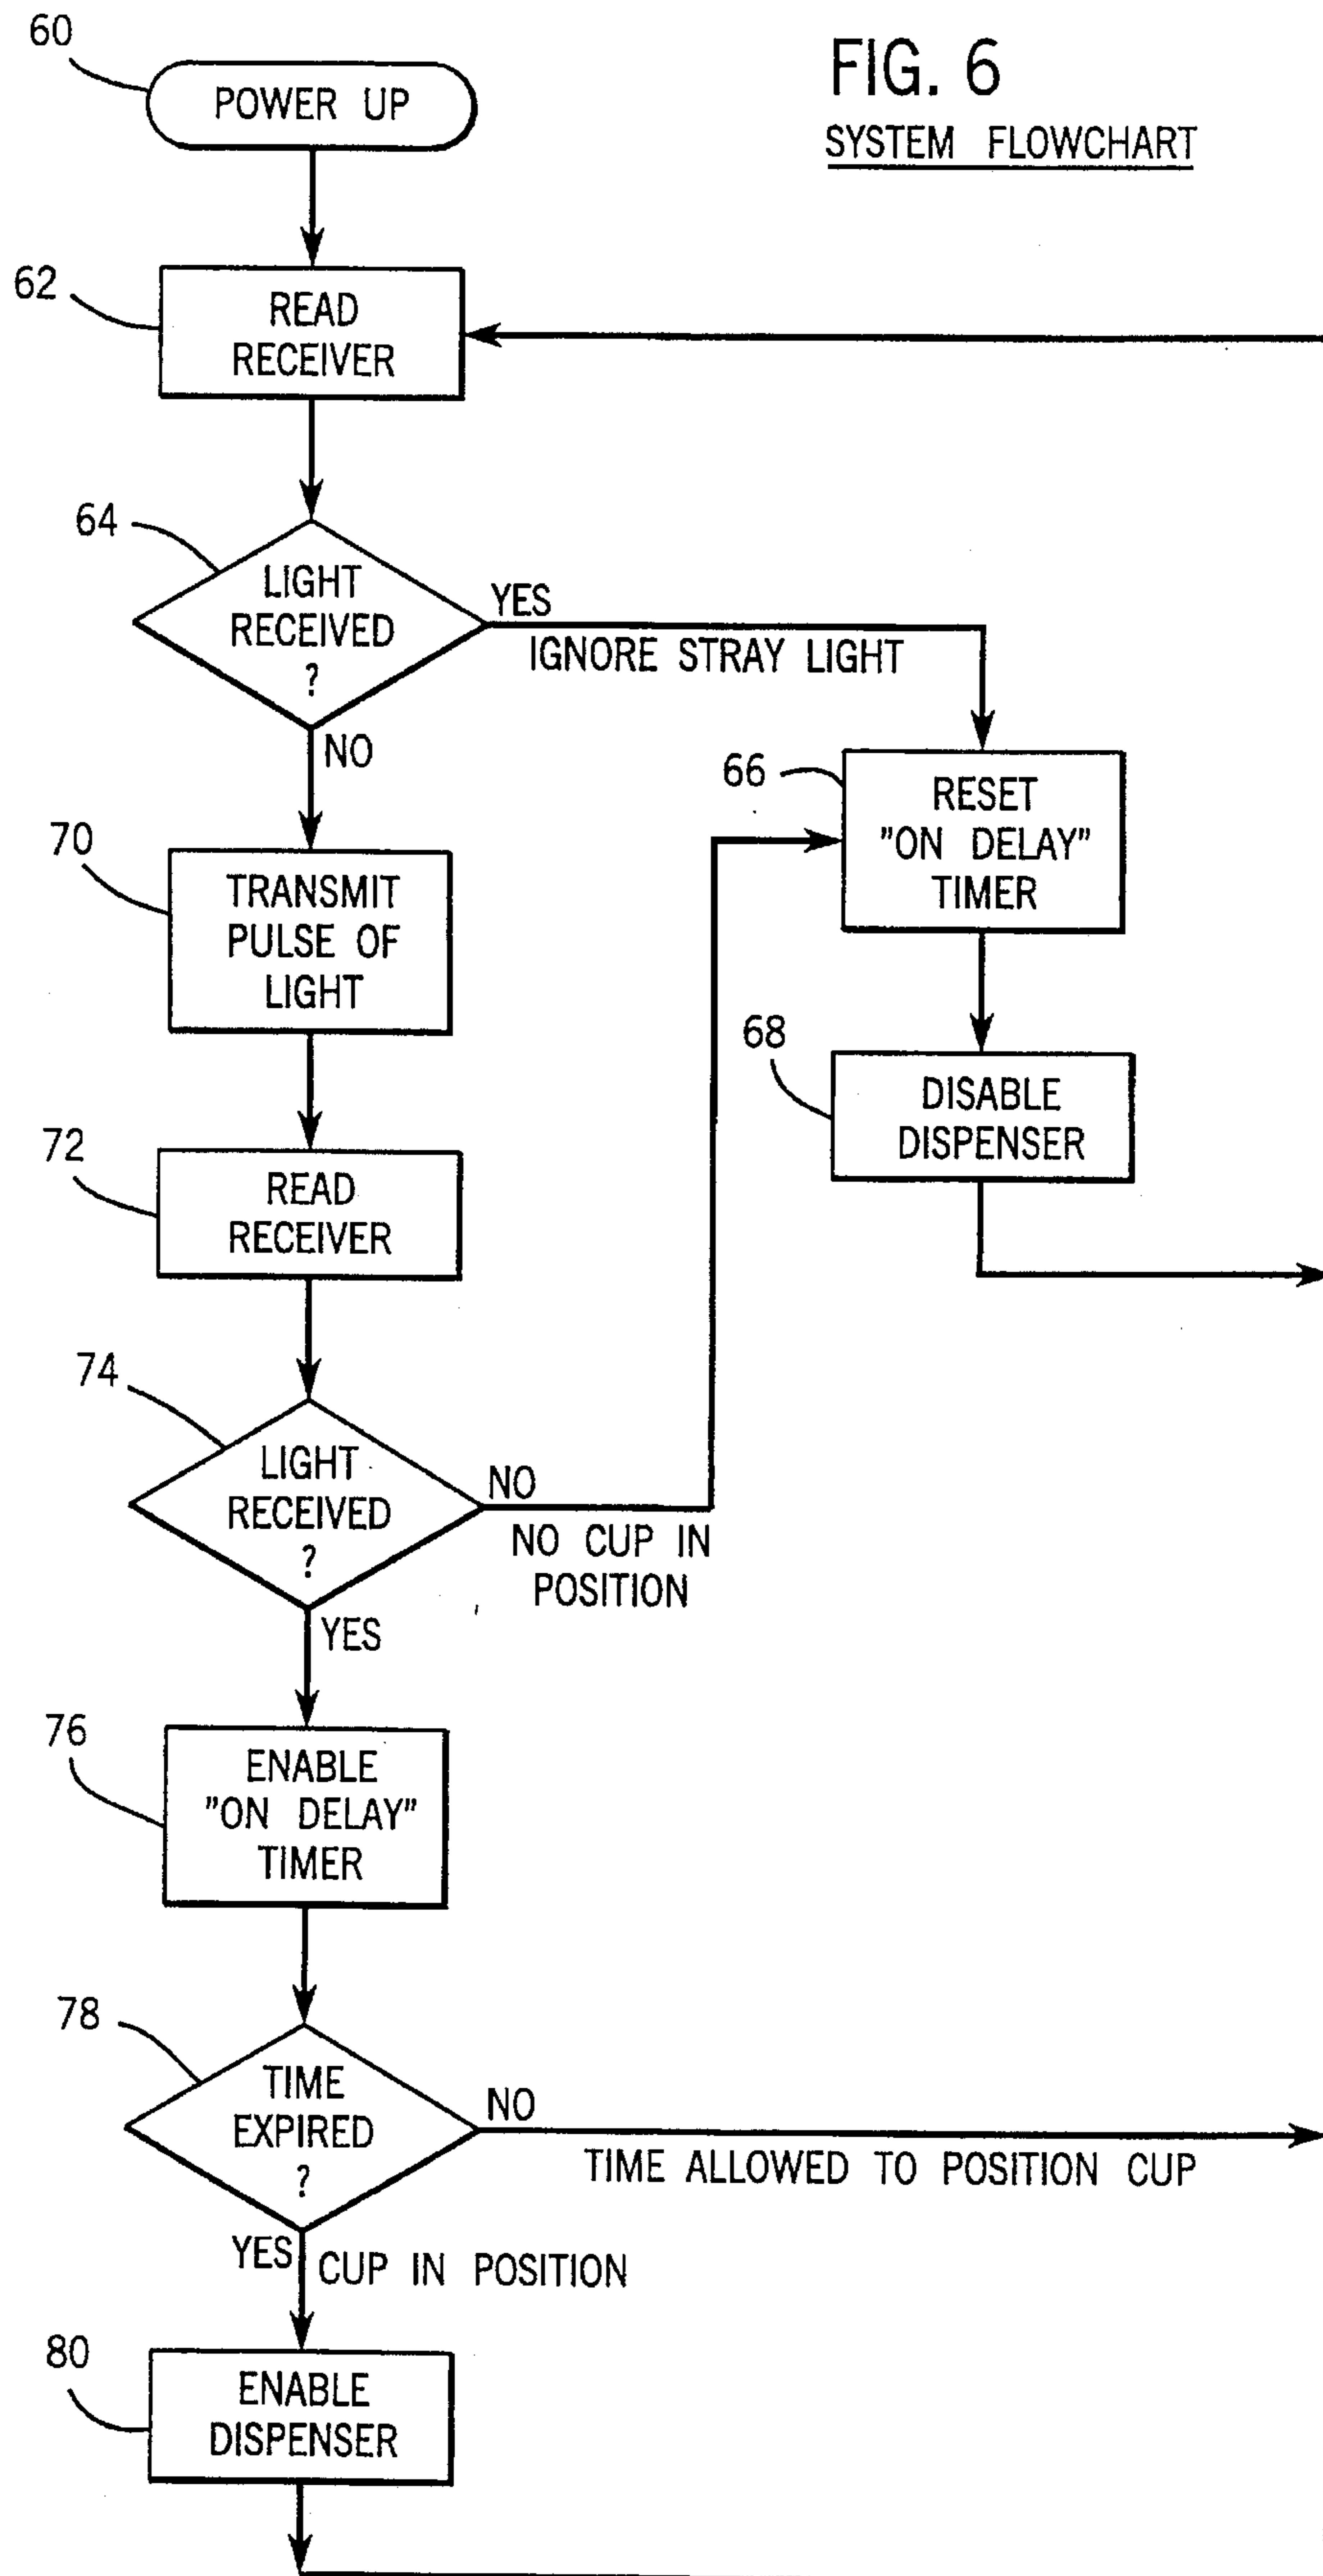 FIG. 6
SYSTEM FLOWCHART
60
POWER UP
62
READ
RECEIVER
64
LIGHT
RECEIVED
?
YES
IGNORE STRAY LIGHT
NO
66
RESET
"ON DELAY"
TIMER
68
DISABLE
DISPENSER
70
TRANSMIT
PULSE OF
LIGHT
72
READ
RECEIVER
74
LIGHT
RECEIVED
?
NO
NO CUP IN
POSITION
YES
76
ENABLE
"ON DELAY"
TIMER
78
TIME
EXPIRED
?
NO
TIME ALLOWED TO POSITION CUP
YES
CUP IN POSITION
80
ENABLE
DISPENSER